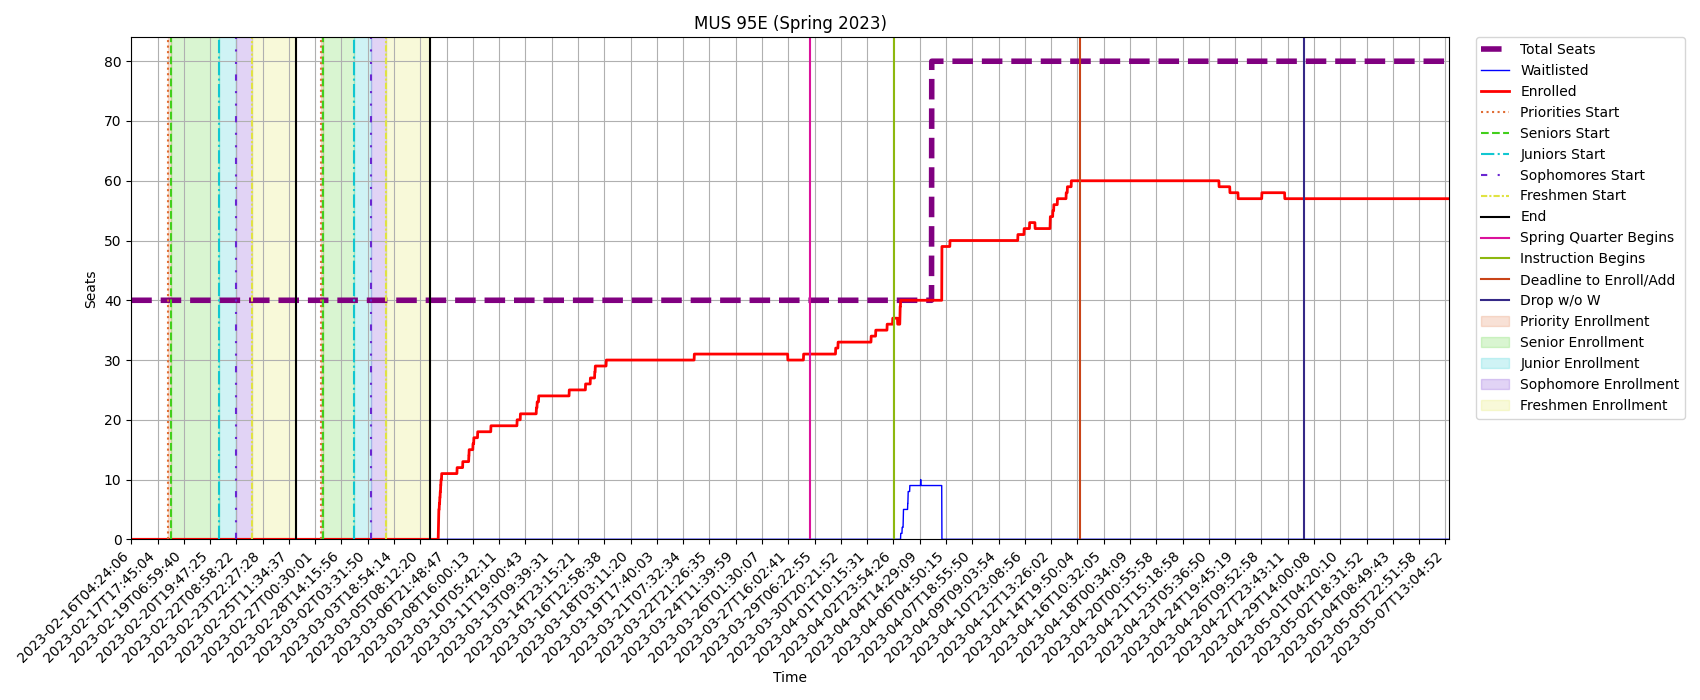 MUS 95E (Spring 2023)
Seats
80
70
60
50
40
30
20
10
0
2023-02-16T04:24:06
2023-02-17T17:45:04
2023-02-19T06:59:40
2023-02-20T19:47:25
2023-02-22T08:58:22
2023-02-23T22:27:28
2023-02-25T11:34:37
2023-02-27T00:30:01
2023-02-28T14:15:56
2023-03-02T03:31:50
2023-03-03T18:54:14
2023-03-05T08:12:20
2023-03-06T21:48:47
2023-03-08T16:00:13
2023-03-10T05:42:11
2023-03-11T19:00:43
2023-03-13T09:39:31
2023-03-14T23:15:21
2023-03-16T12:58:38
2023-03-18T03:11:20
2023-03-19T17:40:03
2023-03-21T07:32:34
2023-03-22T21:26:35
2023-03-24T11:39:59
2023-03-26T01:30:07
2023-03-27T16:02:41
2023-03-29T06:22:55
2023-03-30T20:21:52
2023-04-01T10:15:31
2023-04-02T23:54:26
2023-04-04T14:29:09
2023-04-06T04:50:15
2023-04-07T18:55:50
2023-04-09T09:03:54
2023-04-10T23:08:56
2023-04-12T13:26:02
2023-04-14T19:50:04
2023-04-16T10:32:05
2023-04-18T00:34:09
2023-04-20T00:55:58
2023-04-21T15:18:58
2023-04-23T05:36:50
2023-04-24T19:45:19
2023-04-26T09:52:58
2023-04-27T23:43:11
2023-04-29T14:00:08
2023-05-01T04:20:10
2023-05-02T18:31:52
2023-05-04T08:49:43
2023-05-05T22:51:58
2023-05-07T13:04:52
Time
Total Seats
Waitlisted
Enrolled
Priorities Start
Seniors Start
Juniors Start
Sophomores Start
Freshmen Start
End
Spring Quarter Begins
Instruction Begins
Deadline to Enroll/Add
Drop w/o W
Priority Enrollment
Senior Enrollment
Junior Enrollment
Sophomore Enrollment
Freshmen Enrollment